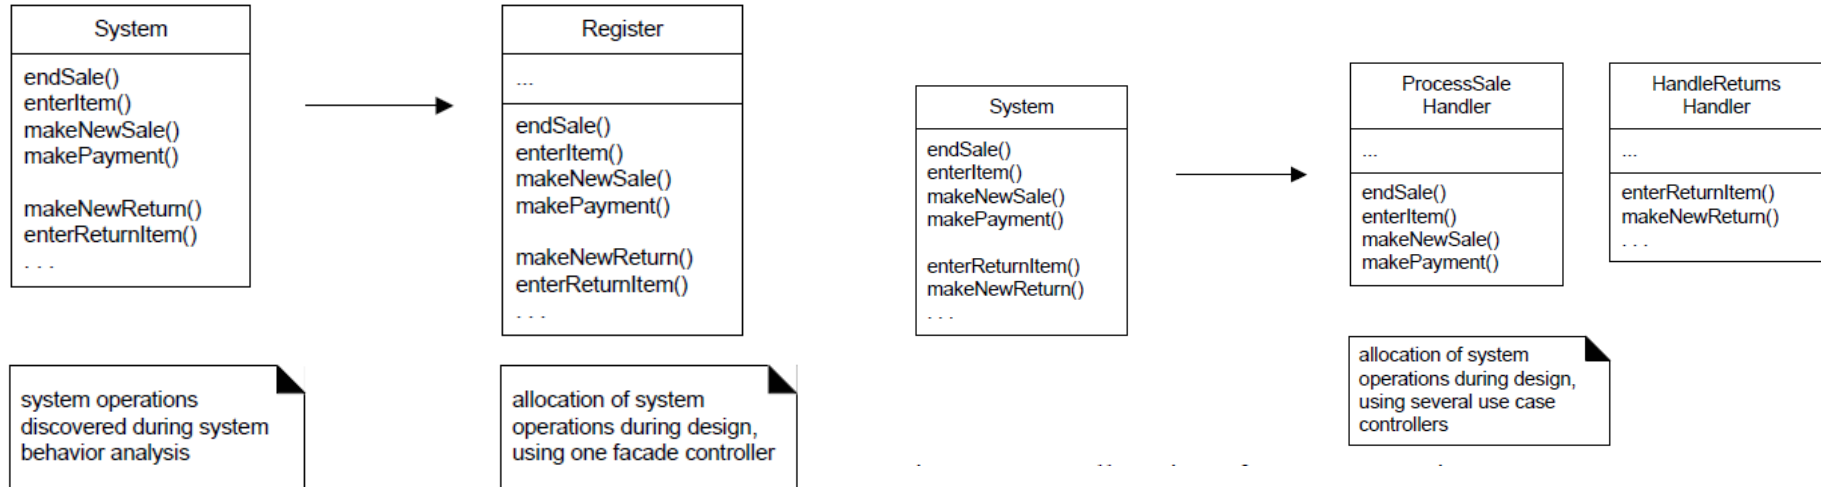 System
endSale()
enterItem()
makeNewSale()
makePayment()
makeNewReturn()
enterReturnItem()
. . .
system operations
discovered during system
behavior analysis
Register
...
endSale()
enterItem()
makeNewSale()
makePayment()
makeNewReturn()
enterReturnItem()
. . .
allocation of system
operations during design,
using one facade controller
System
endSale()
enterItem()
makeNewSale()
makePayment()
enterReturnItem()
makeNewReturn()
. . .
ProcessSale
Handler
...
endSale()
enterItem()
makeNewSale()
makePayment()
HandleReturns
Handler
...
enterReturnItem()
makeNewReturn()
. . .
allocation of system
operations during design,
using several use case
controllers